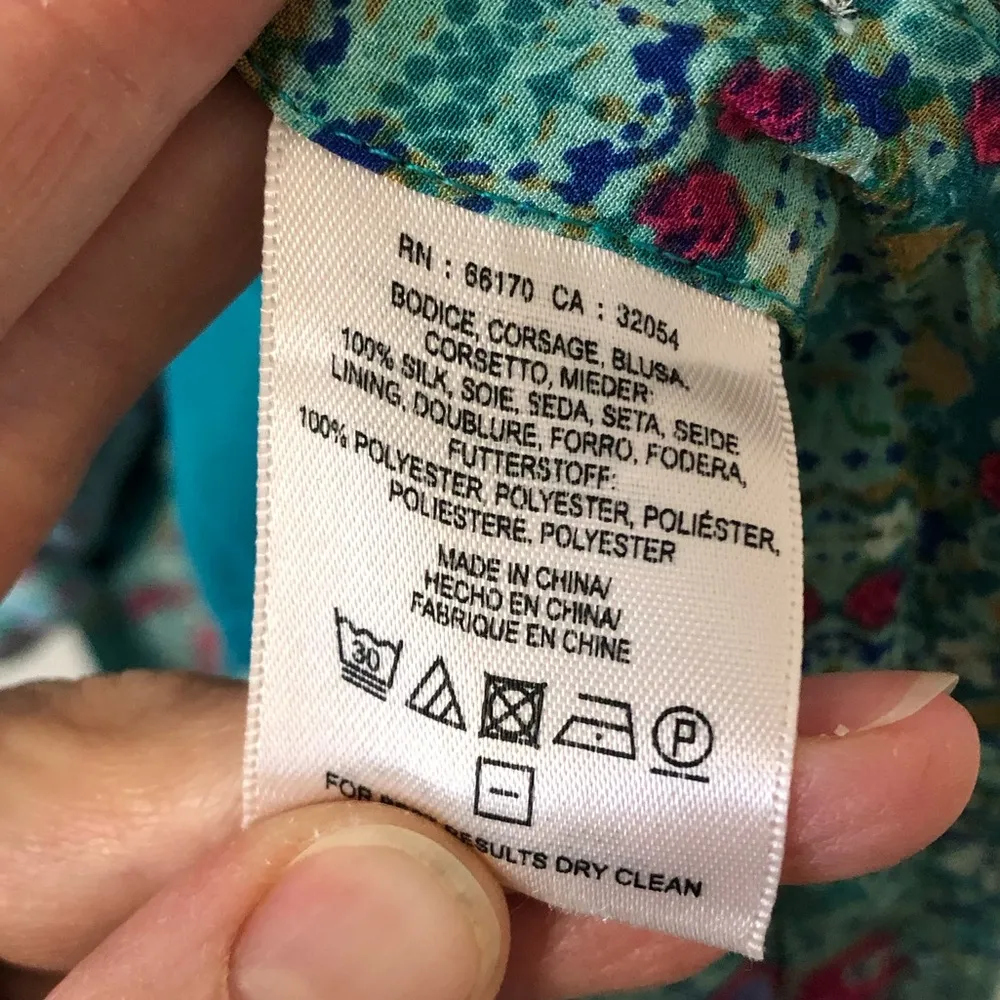 RN : 66170 CA : 32054
BODICE, CORSAGE, BLUSA,
CORSETTO, MIEDER:
100% SILK, SOIE, SEDA, SETA, SEIDE
LINING, DOUBLURE, FORRO, FODERA,
FUTTERSTOFF:
100% POLYESTER, POLYESTER, POLIÉSTER,
POLIESTERE, POLYESTER
MADE IN CHINA/
HECHO EN CHINA/
FABRIQUE EN CHINE
30 P
FOR RESULTS DRY CLEAN